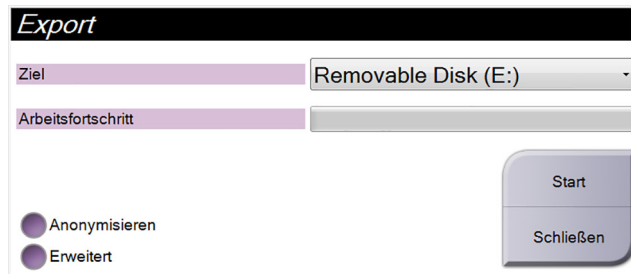 Export
Ziel
Removable Disk (E:)
Arbeitsfortschritt
Start
Anonymisieren
Schließen
Erweitert